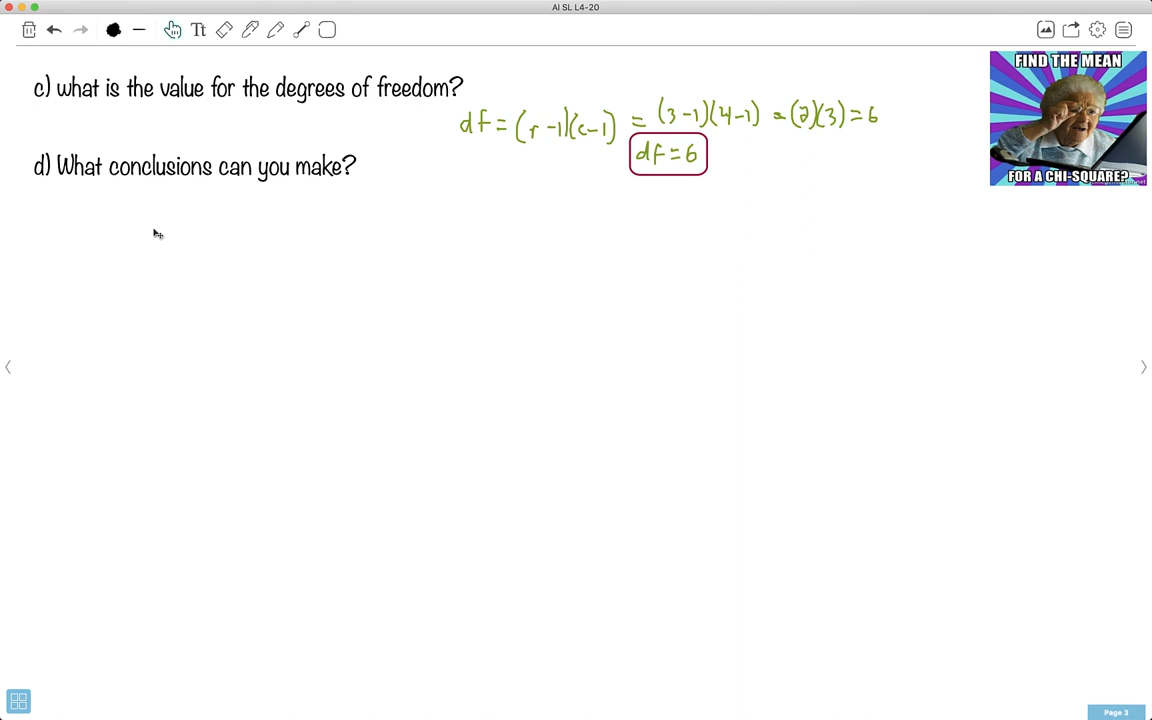 AI SL L4-20
Tt
c) what is the value for the degrees of freedom?
df = (r-1)(c-1) = (3-1)(4-1) = (2)(3) = 6
df = 6
d) What conclusions can you make?
FIND THE MEAN
FOR A CHI-SQUARE?
Page 3